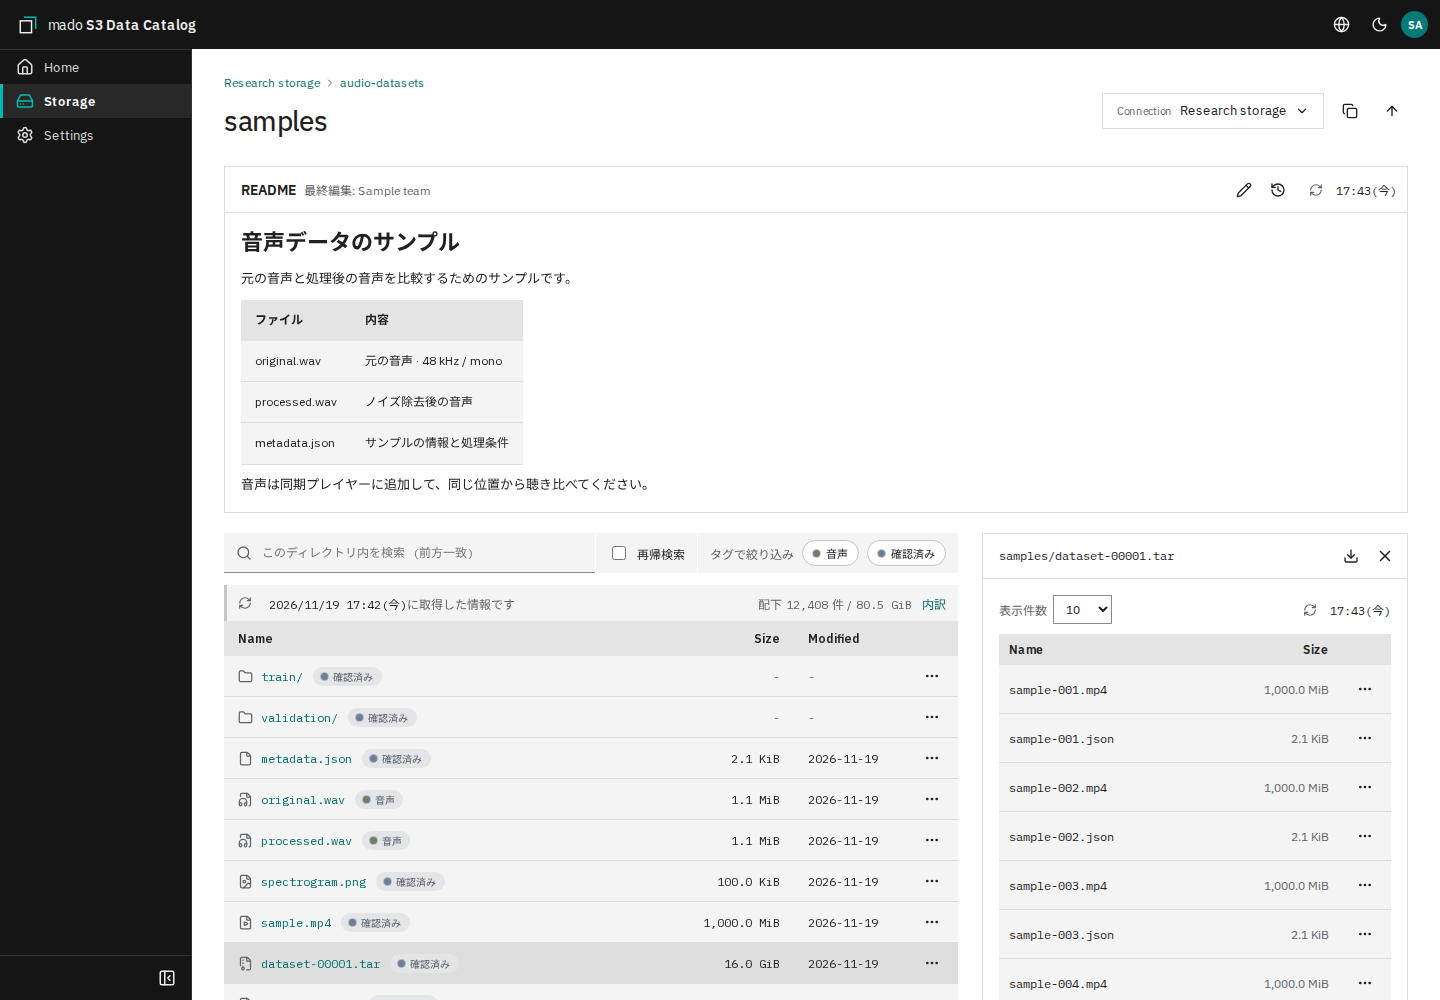 mado S3 Data Catalog
SA
Home
Storage
Settings
Research storage > audio-datasets
samples
Connection Research storage
README 最終編集: Sample team
17:43(今)
音声データのサンプル
元の音声と処理後の音声を比較するためのサンプルです。
ファイル 内容
original.wav 元の音声 · 48 kHz / mono
processed.wav ノイズ除去後の音声
metadata.json サンプルの情報と処理条件
音声は同期プレイヤーに追加して、同じ位置から聴き比べてください。
このディレクトリ内を検索 (前方一致)
再帰検索
タグで絞り込み 音声 確認済み
2026/11/19 17:42(今)に取得した情報です
配下 12,408 件 / 80.5 GiB 内訳
Name Size Modified
train/ 確認済み - -
validation/ 確認済み - -
metadata.json 確認済み 2.1 KiB 2026-11-19
original.wav 音声 1.1 MiB 2026-11-19
processed.wav 音声 1.1 MiB 2026-11-19
spectrogram.png 確認済み 100.0 KiB 2026-11-19
sample.mp4 確認済み 1,000.0 MiB 2026-11-19
dataset-00001.tar 確認済み 16.0 GiB 2026-11-19
samples/dataset-00001.tar
表示件数 10
17:43(今)
Name Size
sample-001.mp4 1,000.0 MiB
sample-001.json 2.1 KiB
sample-002.mp4 1,000.0 MiB
sample-002.json 2.1 KiB
sample-003.mp4 1,000.0 MiB
sample-003.json 2.1 KiB
sample-004.mp4 1,000.0 MiB